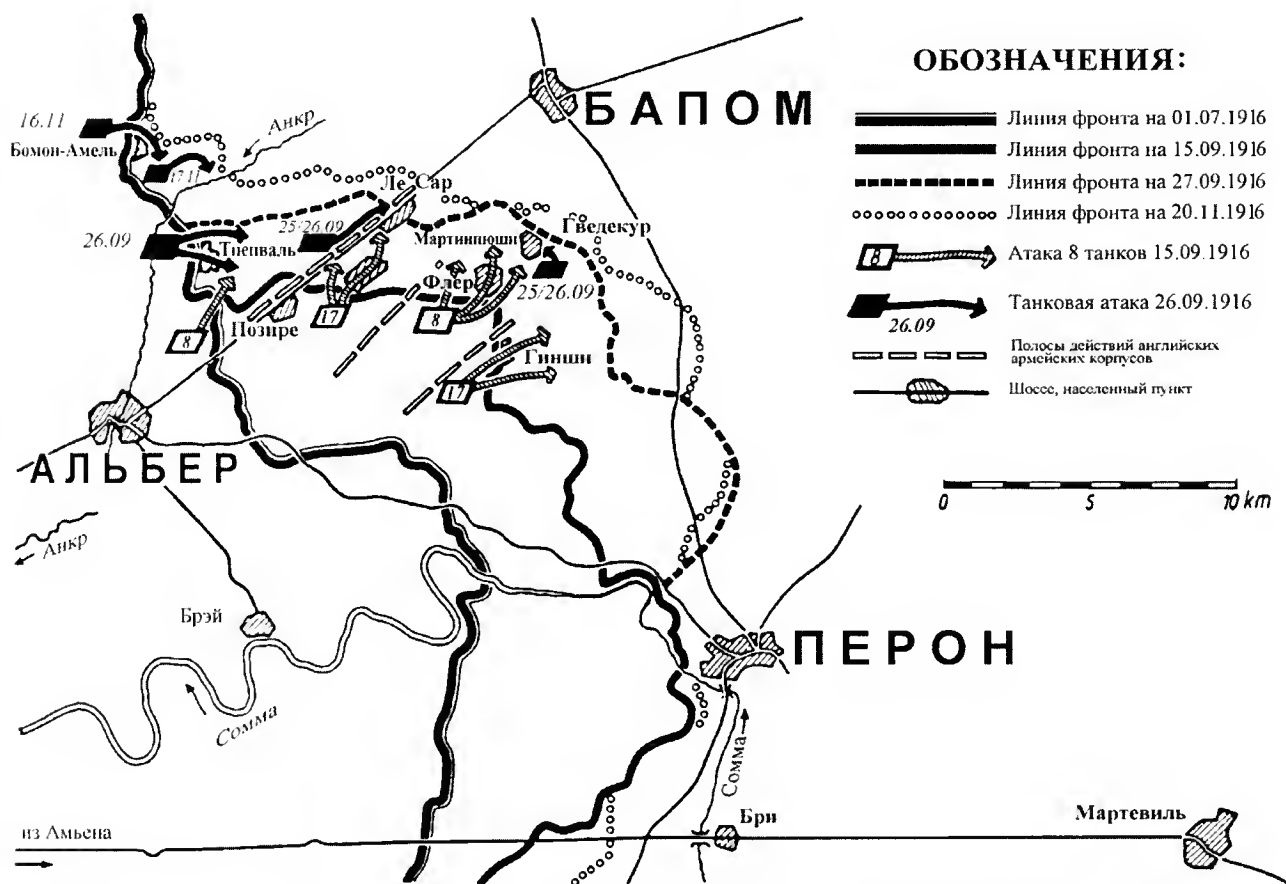 ОБОЗНАЧЕНИЯ:
Линия фронта на 01.07.1916
Линия фронта на 15.09.1916
Линия фронта на 27.09.1916
Линия фронта на 20.11.1916
8
Атака 8 танков 15.09.1916
Танковая атака 26.09.1916
26.09
Полосы действий английских
армейских корпусов
Шоссе, населенный пункт
0 5 10 km
БАПОМ
16.11
Бомон-Амель
Анкр
17.11
Ле Сар
26.09
Тиепваль
25/26.09
Мартинпюши
Гведекур
Флер
25/26.09
Позире
17
8
8
Гинши
17
АЛЬБЕР
Анкр
Брэй
ПЕРОН
Сомма
Сомма
из Амьена
Бри
Мартевиль